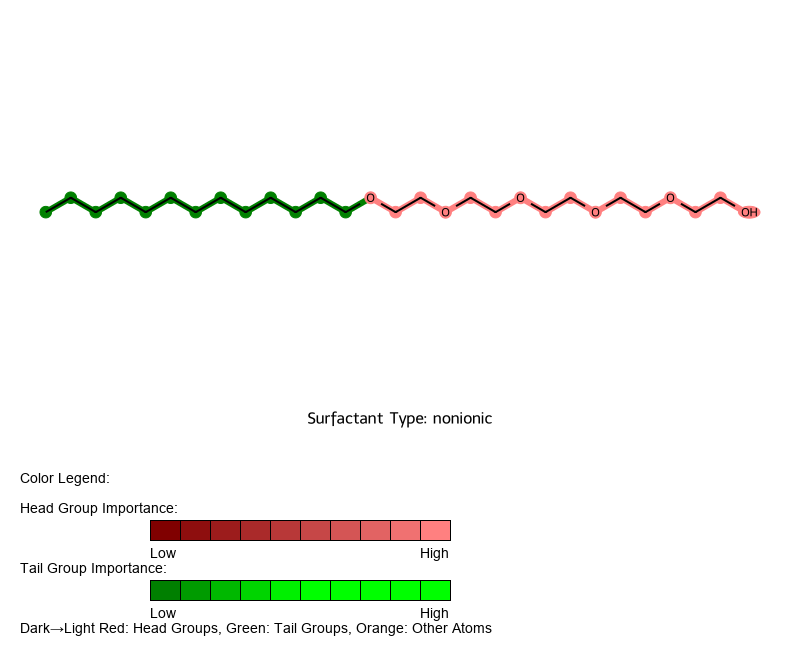 O O O O O OH
Surfactant Type: nonionic
Color Legend:
Head Group Importance:
Low High
Tail Group Importance:
Low High
Dark→Light Red: Head Groups, Green: Tail Groups, Orange: Other Atoms